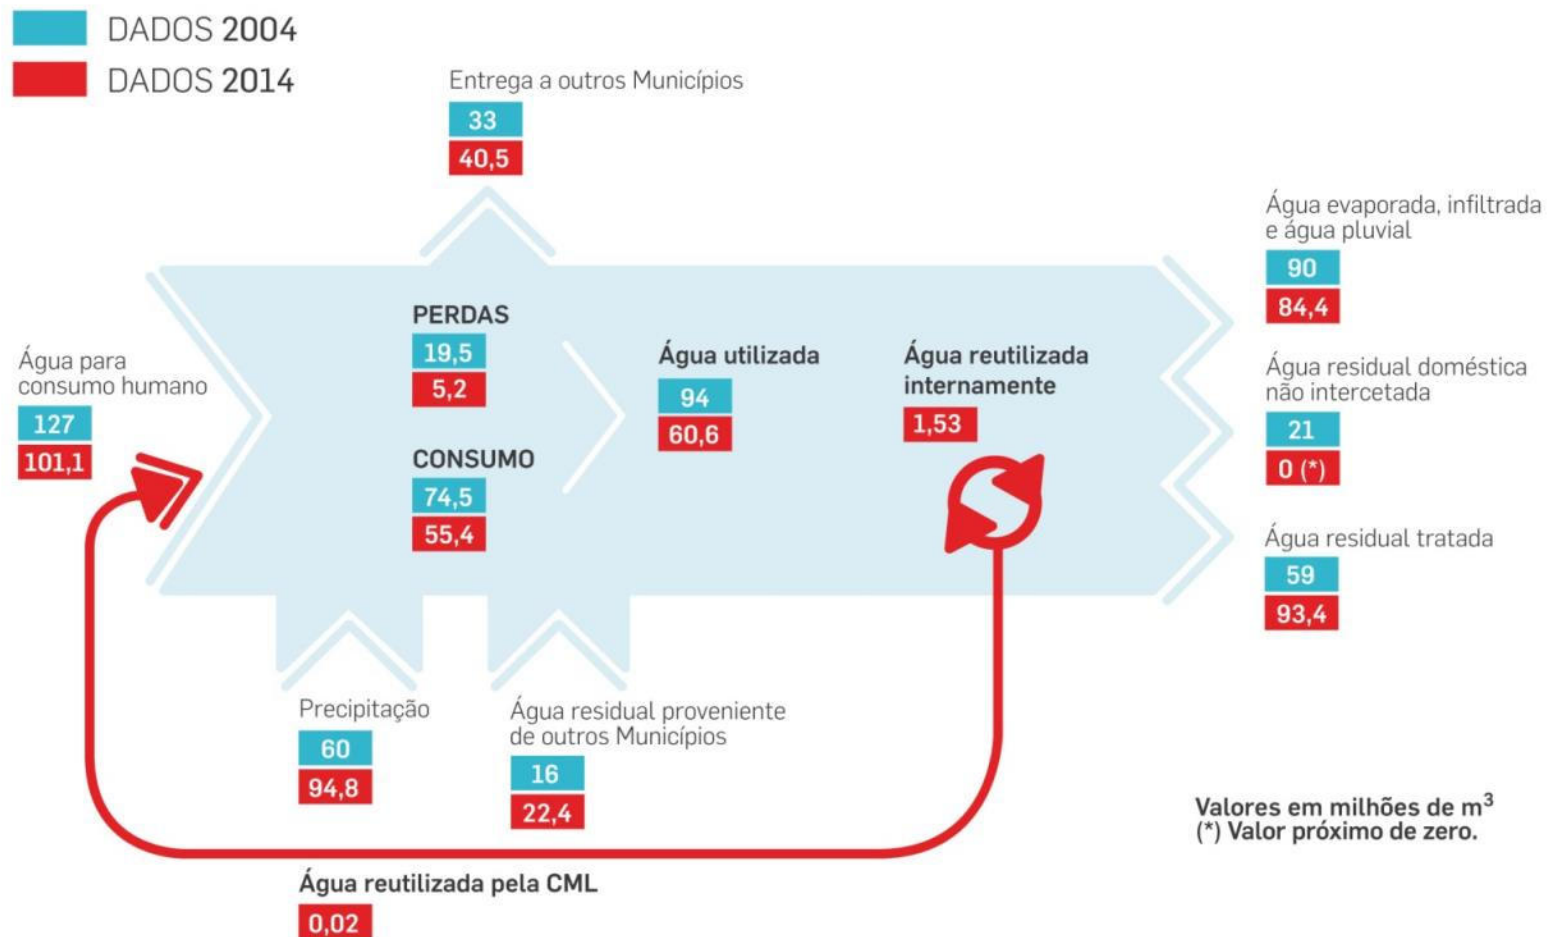 DADOS 2004
DADOS 2014
Entrega a outros Municípios
33
40,5
Água para
consumo humano
127
101,1
PERDAS
19,5
5,2
CONSUMO
74,5
55,4
Água utilizada
94
60,6
Água reutilizada
internamente
1,53
Água evaporada, infiltrada
e água pluvial
90
84,4
Água residual doméstica
não intercetada
21
0 (*)
Água residual tratada
59
93,4
Precipitação
60
94,8
Água residual proveniente
de outros Municípios
16
22,4
Água reutilizada pela CML
0,02
Valores em milhões de m³
(*) Valor próximo de zero.